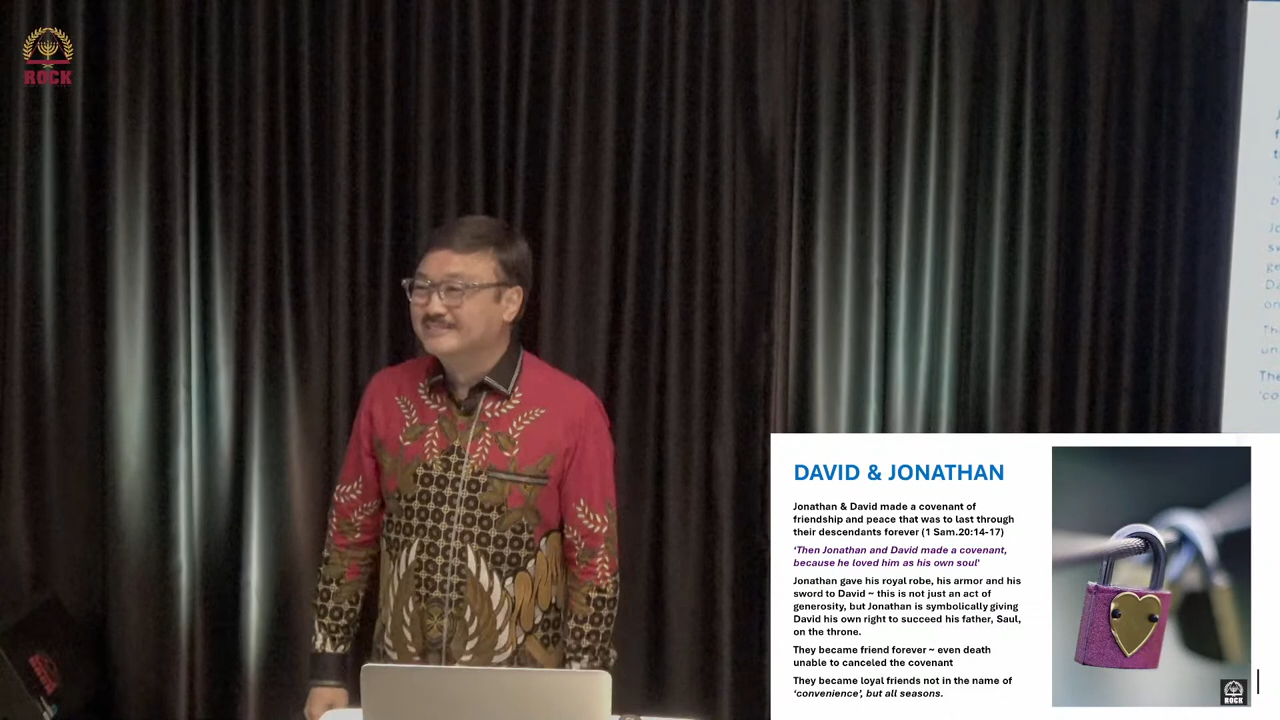 ROCK
DAVID & JONATHAN
Jonathan & David made a covenant of
friendship and peace that was to last through
their descendants forever (1 Sam.20:14-17)
‘Then Jonathan and David made a covenant,
because he loved him as his own soul‘
Jonathan gave his royal robe, his armor and his
sword to David ~ this is not just an act of
generosity, but Jonathan is symbolically giving
David his own right to succeed his father, Saul,
on the throne.
They became friend forever ~ even death
unable to canceled the covenant
They became loyal friends not in the name of
‘convenience’, but all seasons.
ROCK